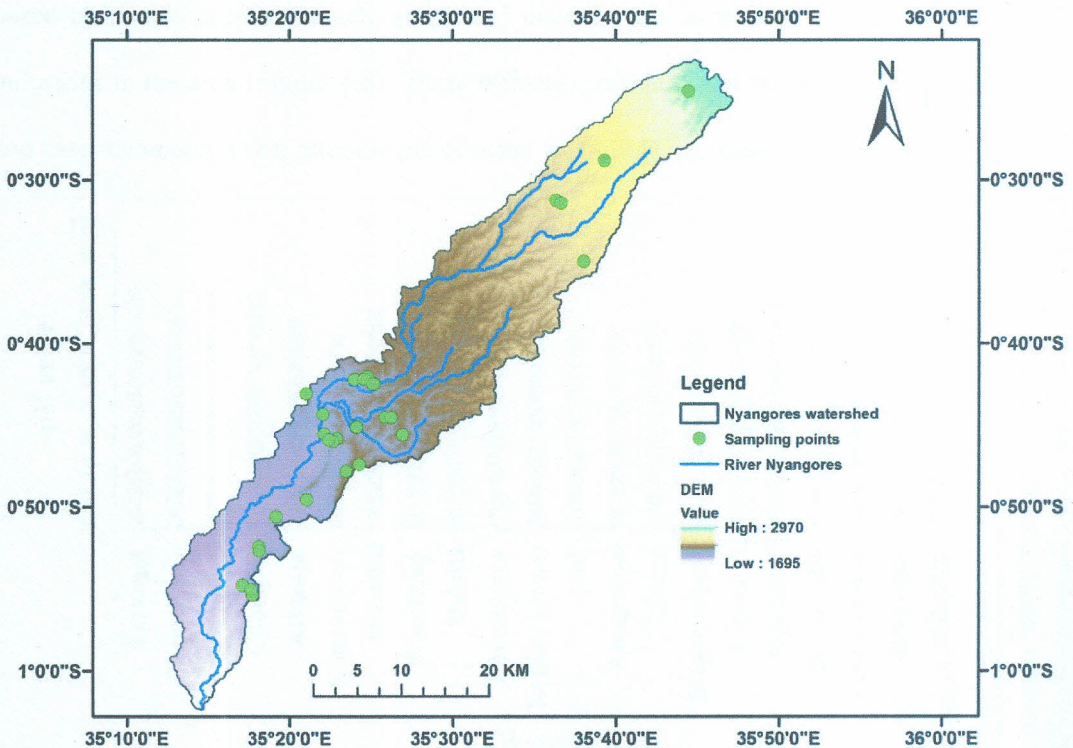 35°10'0"E 35°20'0"E 35°30'0"E 35°40'0"E 35°50'0"E 36°0'0"E
N
0°30'0"S 0°30'0"S
0°40'0"S 0°40'0"S
Legend
Nyangores watershed
Sampling points
River Nyangores
DEM
Value
High : 2970
Low : 1695
0°50'0"S 0°50'0"S
1°0'0"S 1°0'0"S
0 5 10 20 KM
35°10'0"E 35°20'0"E 35°30'0"E 35°40'0"E 35°50'0"E 36°0'0"E